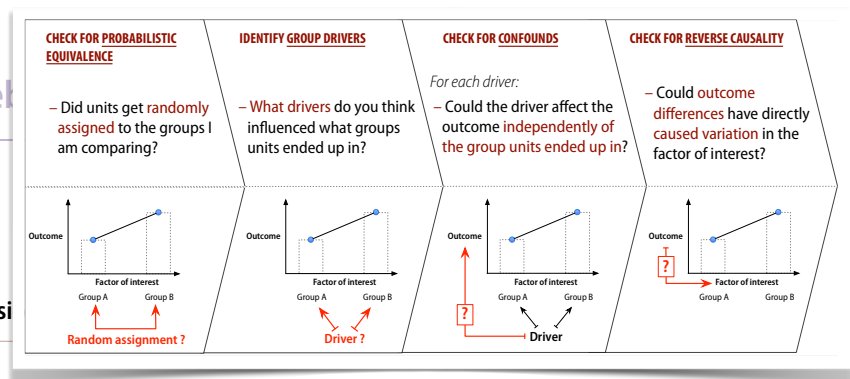 CHECK FOR PROBABILISTIC
EQUIVALENCE
– Did units get randomly
assigned to the groups I
am comparing?
Outcome
Factor of interest
Group A Group B
Random assignment ?
IDENTIFY GROUP DRIVERS
– What drivers do you think
influenced what groups
units ended up in?
Outcome
Factor of interest
Group A Group B
Driver ?
CHECK FOR CONFOUNDS
For each driver:
– Could the driver affect the
outcome independently of
the group units ended up in?
Outcome
Factor of interest
Group A Group B
?
Driver
CHECK FOR REVERSE CAUSALITY
– Could outcome
differences have directly
caused variation in the
factor of interest?
Outcome
?
Factor of interest
Group A Group B
si